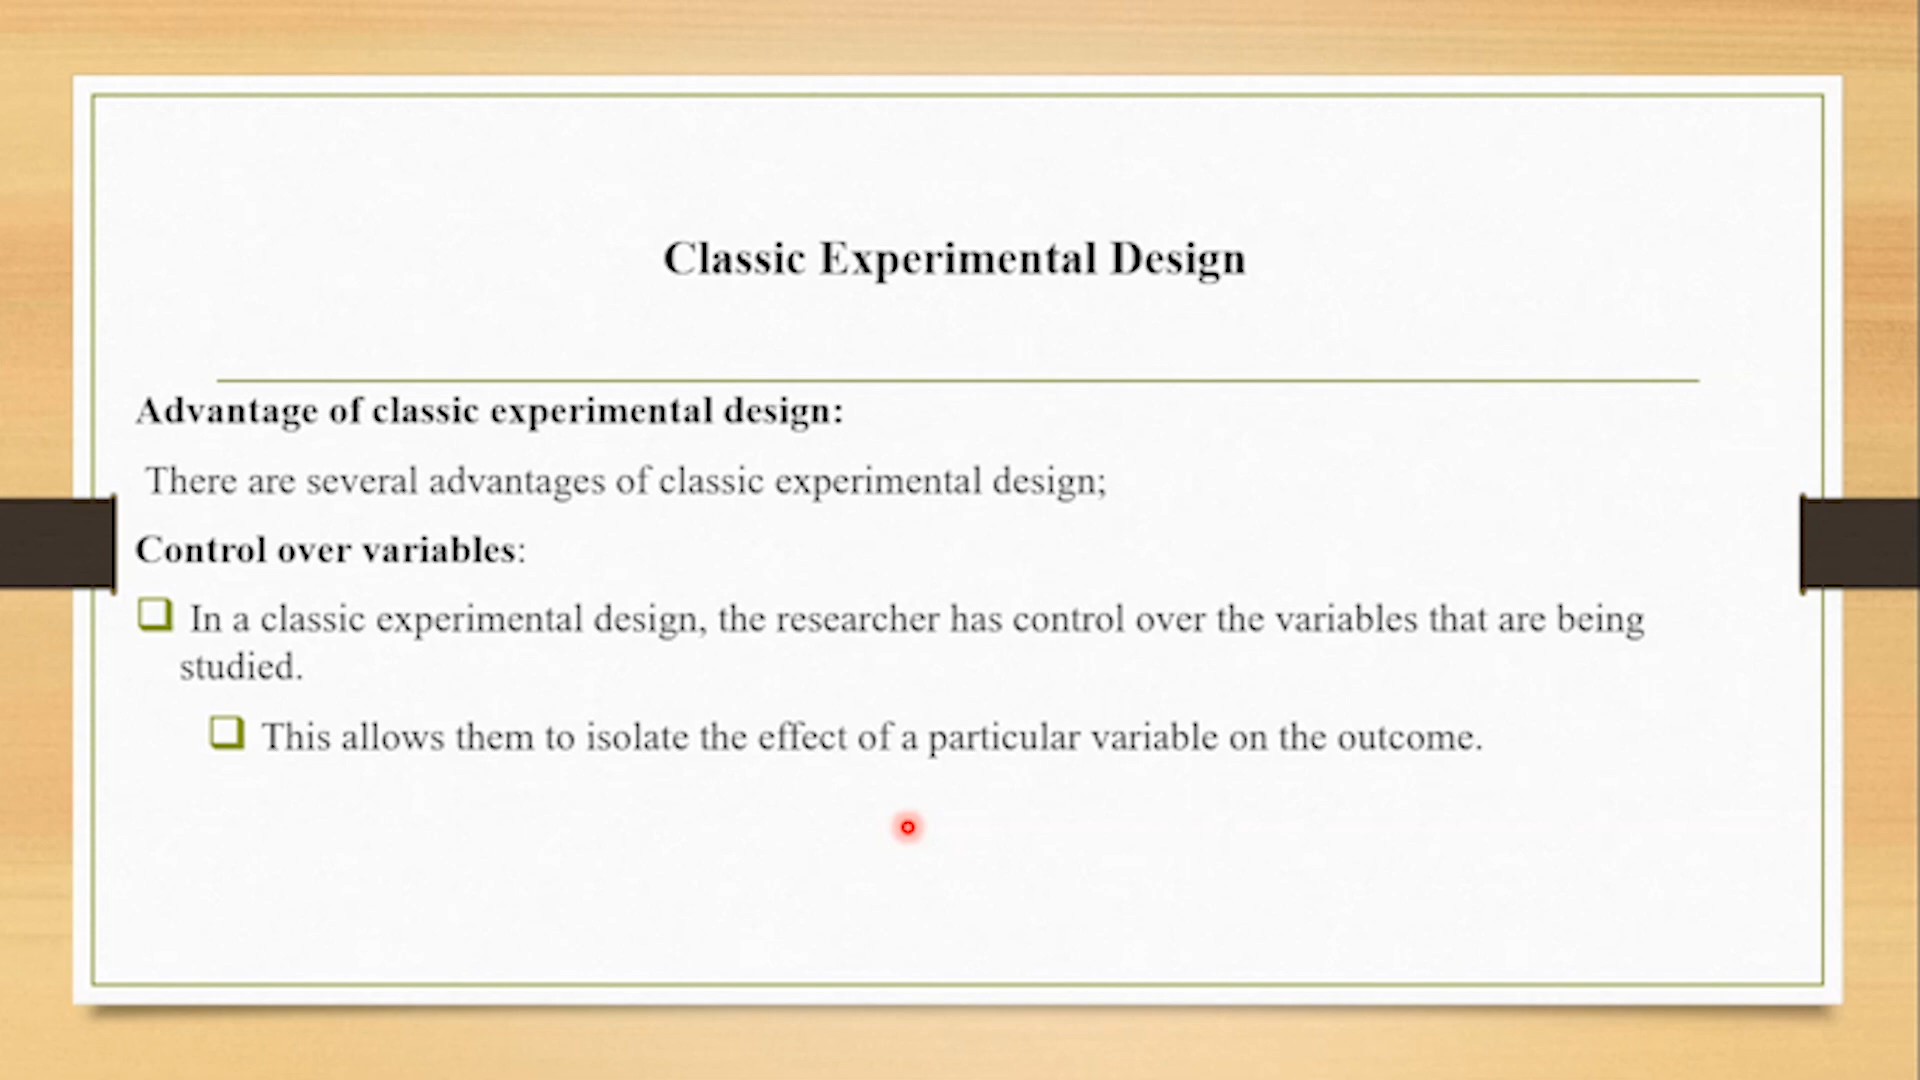 Classic Experimental Design
Advantage of classic experimental design:
There are several advantages of classic experimental design;
Control over variables:
In a classic experimental design, the researcher has control over the variables that are being
studied.
This allows them to isolate the effect of a particular variable on the outcome.